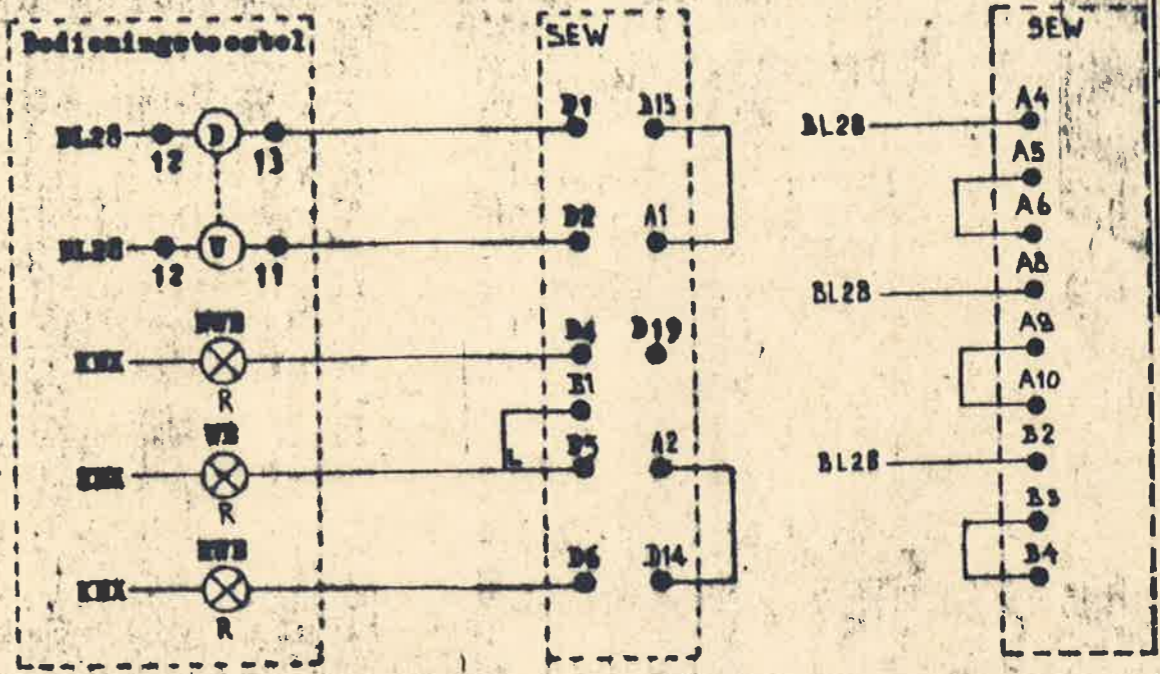 Bedieningstoestel
BL28
12
D
13
BL28
12
U
11
R
R
R
SEW
D1
B13
D2
A1
D4
D19
B1
D5
A2
D6
D14
SEW
BL28
A4
A5
A6
BL28
A8
A9
A10
BL28
B2
B3
B4